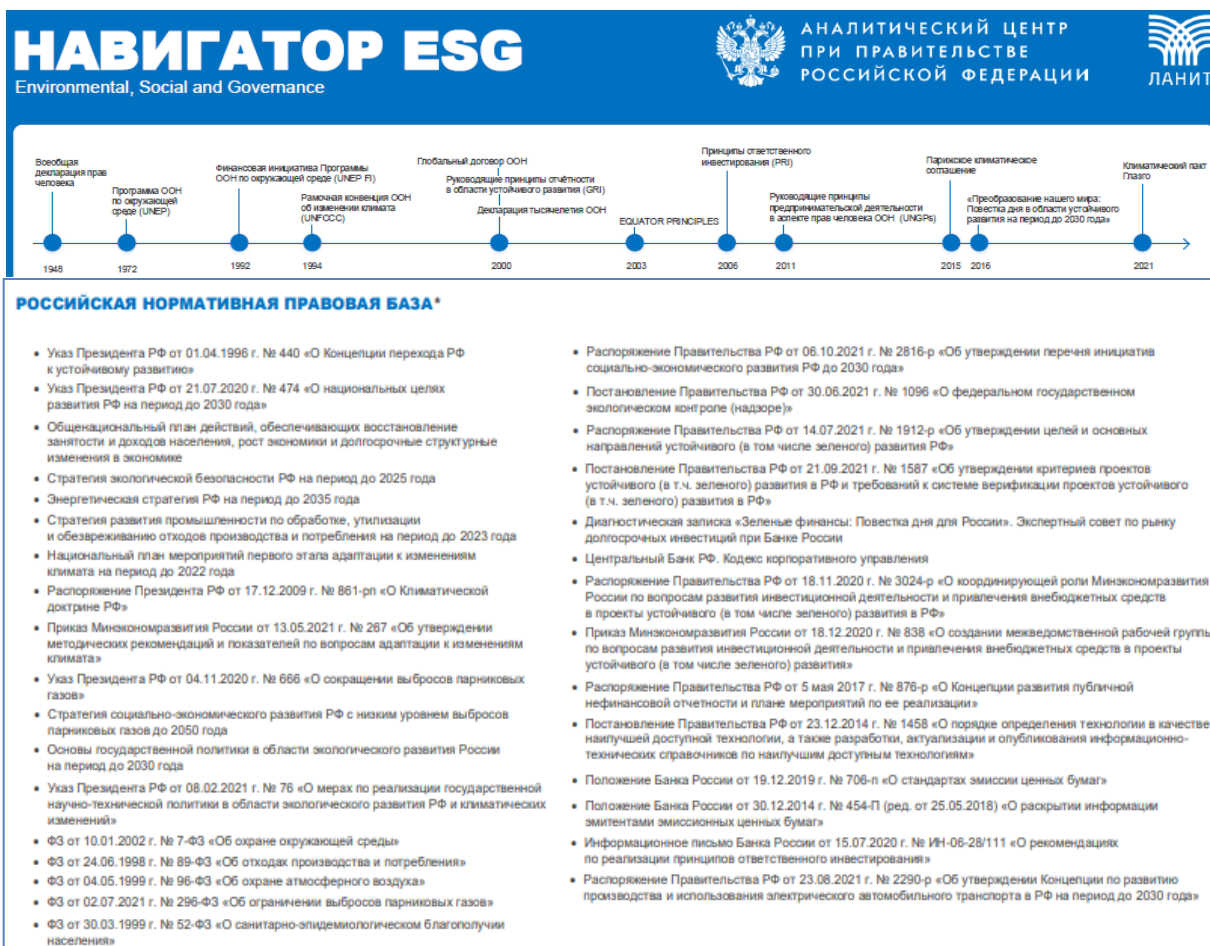 НАВИГАТОР ESG
Environmental, Social and Governance
АНАЛИТИЧЕСКИЙ ЦЕНТР
ПРИ ПРАВИТЕЛЬСТВЕ
РОССИЙСКОЙ ФЕДЕРАЦИИ
ЛАНИТ
Всеобщая
декларация прав
человека
Программа ООН
по окружающей
среде (UNEP)
Финансовая инициатива Программы
ООН по окружающей среде (UNEP FI)
Рамочная конвенция ООН
об изменении климата
(UNFCCC)
Глобальный договор ООН
Руководящие принципы отчётности
в области устойчивого развития (GRI)
Декларация тысячелетия ООН
EQUATOR PRINCIPLES
Принципы ответственного
инвестирования (PRI)
Руководящие принципы
предпринимательской деятельности
в аспекте прав человека ООН (UNGPs)
Парижское климатическое
соглашение
«Преобразование нашего мира:
Повестка дня в области устойчивого
развития на период до 2030 года»
Климатический пакт
Глазго
1948
1972
1992
1994
2000
2003
2006
2011
2015
2016
2021
РОССИЙСКАЯ НОРМАТИВНАЯ ПРАВОВАЯ БАЗА*
• Указ Президента РФ от 01.04.1996 г. № 440 «О Концепции перехода РФ
к устойчивому развитию»
• Указ Президента РФ от 21.07.2020 г. № 474 «О национальных целях
развития РФ на период до 2030 года»
• Общенациональный план действий, обеспечивающих восстановление
занятости и доходов населения, рост экономики и долгосрочные структурные
изменения в экономике
• Стратегия экологической безопасности РФ на период до 2025 года
• Энергетическая стратегия РФ на период до 2035 года
• Стратегия развития промышленности по обработке, утилизации
и обезвреживанию отходов производства и потребления на период до 2023 года
• Национальный план мероприятий первого этапа адаптации к изменениям
климата на период до 2022 года
• Распоряжение Президента РФ от 17.12.2009 г. № 861-рп «О Климатической
доктрине РФ»
• Приказ Минэкономразвития России от 13.05.2021 г. № 267 «Об утверждении
методических рекомендаций и показателей по вопросам адаптации к изменениям
климата»
• Указ Президента РФ от 04.11.2020 г. № 666 «О сокращении выбросов парниковых
газов»
• Стратегия социально-экономического развития РФ с низким уровнем выбросов
парниковых газов до 2050 года
• Основы государственной политики в области экологического развития России
на период до 2030 года
• Указ Президента РФ от 08.02.2021 г. № 76 «О мерах по реализации государственной
научно-технической политики в области экологического развития РФ и климатических
изменений»
• ФЗ от 10.01.2002 г. № 7-ФЗ «Об охране окружающей среды»
• ФЗ от 24.06.1998 г. № 89-ФЗ «Об отходах производства и потребления»
• ФЗ от 04.05.1999 г. № 96-ФЗ «Об охране атмосферного воздуха»
• ФЗ от 02.07.2021 г. № 296-ФЗ «Об ограничении выбросов парниковых газов»
• ФЗ от 30.03.1999 г. № 52-ФЗ «О санитарно-эпидемиологическом благополучии
населения»
• Распоряжение Правительства РФ от 06.10.2021 г. № 2816-р «Об утверждении перечня инициатив
социально-экономического развития РФ до 2030 года»
• Постановление Правительства РФ от 30.06.2021 г. № 1096 «О федеральном государственном
экологическом контроле (надзоре)»
• Распоряжение Правительства РФ от 14.07.2021 г. № 1912-р «Об утверждении целей и основных
направлений устойчивого (в том числе зеленого) развития РФ»
• Постановление Правительства РФ от 21.09.2021 г. № 1587 «Об утверждении критериев проектов
устойчивого (в т.ч. зеленого) развития в РФ и требований к системе верификации проектов устойчивого
(в т.ч. зеленого) развития в РФ»
• Диагностическая записка «Зеленые финансы: Повестка дня для России». Экспертный совет по рынку
долгосрочных инвестиций при Банке России
• Центральный Банк РФ. Кодекс корпоративного управления
• Распоряжение Правительства РФ от 18.11.2020 г. № 3024-р «О координирующей роли Минэкономразвития
России по вопросам развития инвестиционной деятельности и привлечения внебюджетных средств
в проекты устойчивого (в том числе зеленого) развития в РФ»
• Приказ Минэкономразвития России от 18.12.2020 г. № 838 «О создании межведомственной рабочей группы
по вопросам развития инвестиционной деятельности и привлечения внебюджетных средств в проекты
устойчивого (в том числе зеленого) развития»
• Распоряжение Правительства РФ от 5 мая 2017 г. № 876-р «О Концепции развития публичной
нефинансовой отчетности и плане мероприятий по ее реализации»
• Постановление Правительства РФ от 23.12.2014 г. № 1458 «О порядке определения технологии в качестве
наилучшей доступной технологии, а также разработки, актуализации и опубликования информационно-
технических справочников по наилучшим доступным технологиям»
• Положение Банка России от 19.12.2019 г. № 706-п «О стандартах эмиссии ценных бумаг»
• Положение Банка России от 30.12.2014 г. № 454-П (ред. от 25.05.2018) «О раскрытии информации
эмитентами эмиссионных ценных бумаг»
• Информационное письмо Банка России от 15.07.2020 г. № ИН-06-28/111 «О рекомендациях
по реализации принципов ответственного инвестирования»
• Распоряжение Правительства РФ от 23.08.2021 г. № 2290-р «Об утверждении Концепции по развитию
производства и использования электрического автомобильного транспорта в РФ на период до 2030 года»